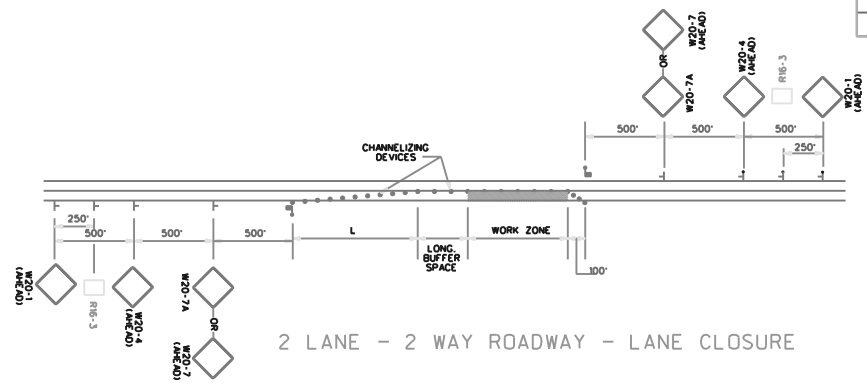 W20-7
(AHEAD)
OR
W20-7A
W20-4
(AHEAD)
R16-3
W20-1
(AHEAD)
500'
500'
500'
250'
CHANNELIZING
DEVICES
250'
500'
500'
500'
L
LONG.
BUFFER
SPACE
WORK ZONE
100'
W20-1
(AHEAD)
R16-3
W20-4
(AHEAD)
W20-7A
OR
W20-7
(AHEAD)
2 LANE - 2 WAY ROADWAY - LANE CLOSURE